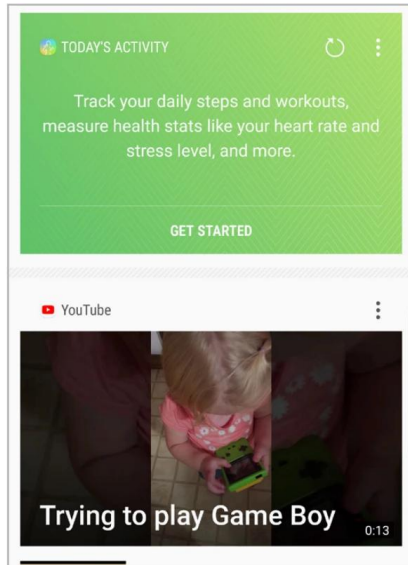 TODAY'S ACTIVITY
Track your daily steps and workouts,
measure health stats like your heart rate and
stress level, and more.
GET STARTED
YouTube
Trying to play Game Boy
0:13